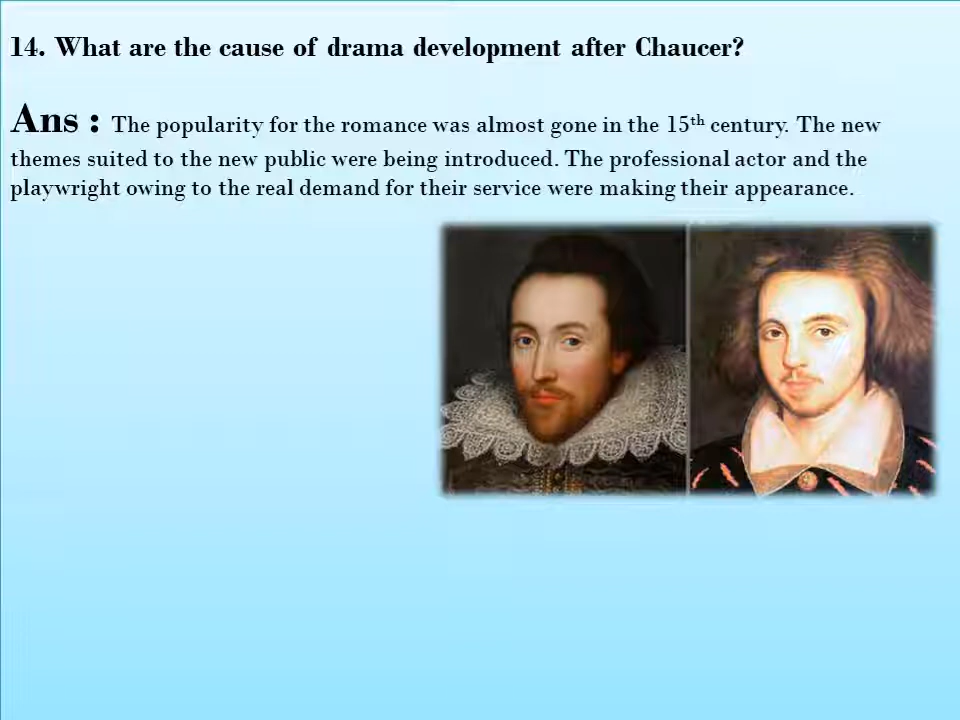 14. What are the cause of drama development after Chaucer?
Ans : The popularity for the romance was almost gone in the 15th century. The new
themes suited to the new public were being introduced. The professional actor and the
playwright owing to the real demand for their service were making their appearance.